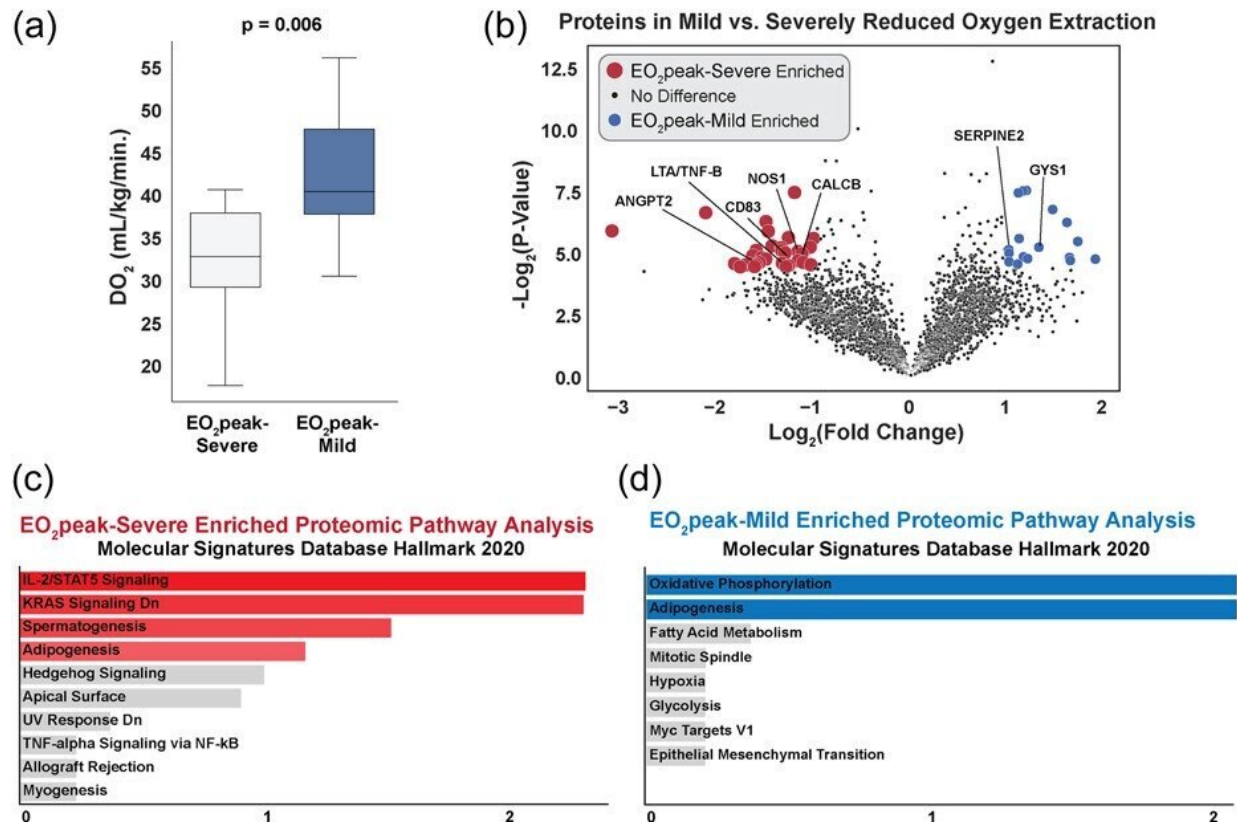 (a)
p = 0.006
DO₂ (mL/kg/min.)
55
50
45
40
35
30
25
20
EO₂peak-
Severe
EO₂peak-
Mild
(b)
Proteins in Mild vs. Severely Reduced Oxygen Extraction
EO₂peak-Severe Enriched
No Difference
EO₂peak-Mild Enriched
-Log₂(P-Value)
12.5
10.0
7.5
5.0
2.5
0.0
SERPINE2
GYS1
LTA/TNF-B
NOS1
CALCB
ANGPT2
CD83
−3
−2
−1
0
1
2
Log₂(Fold Change)
(c)
EO₂peak-Severe Enriched Proteomic Pathway Analysis
Molecular Signatures Database Hallmark 2020
IL-2/STAT5 Signaling
KRAS Signaling Dn
Spermatogenesis
Adipogenesis
Hedgehog Signaling
Apical Surface
UV Response Dn
TNF-alpha Signaling via NF-kB
Allograft Rejection
Myogenesis
0
1
2
(d)
EO₂peak-Mild Enriched Proteomic Pathway Analysis
Molecular Signatures Database Hallmark 2020
Oxidative Phosphorylation
Adipogenesis
Fatty Acid Metabolism
Mitotic Spindle
Hypoxia
Glycolysis
Myc Targets V1
Epithelial Mesenchymal Transition
0
1
2